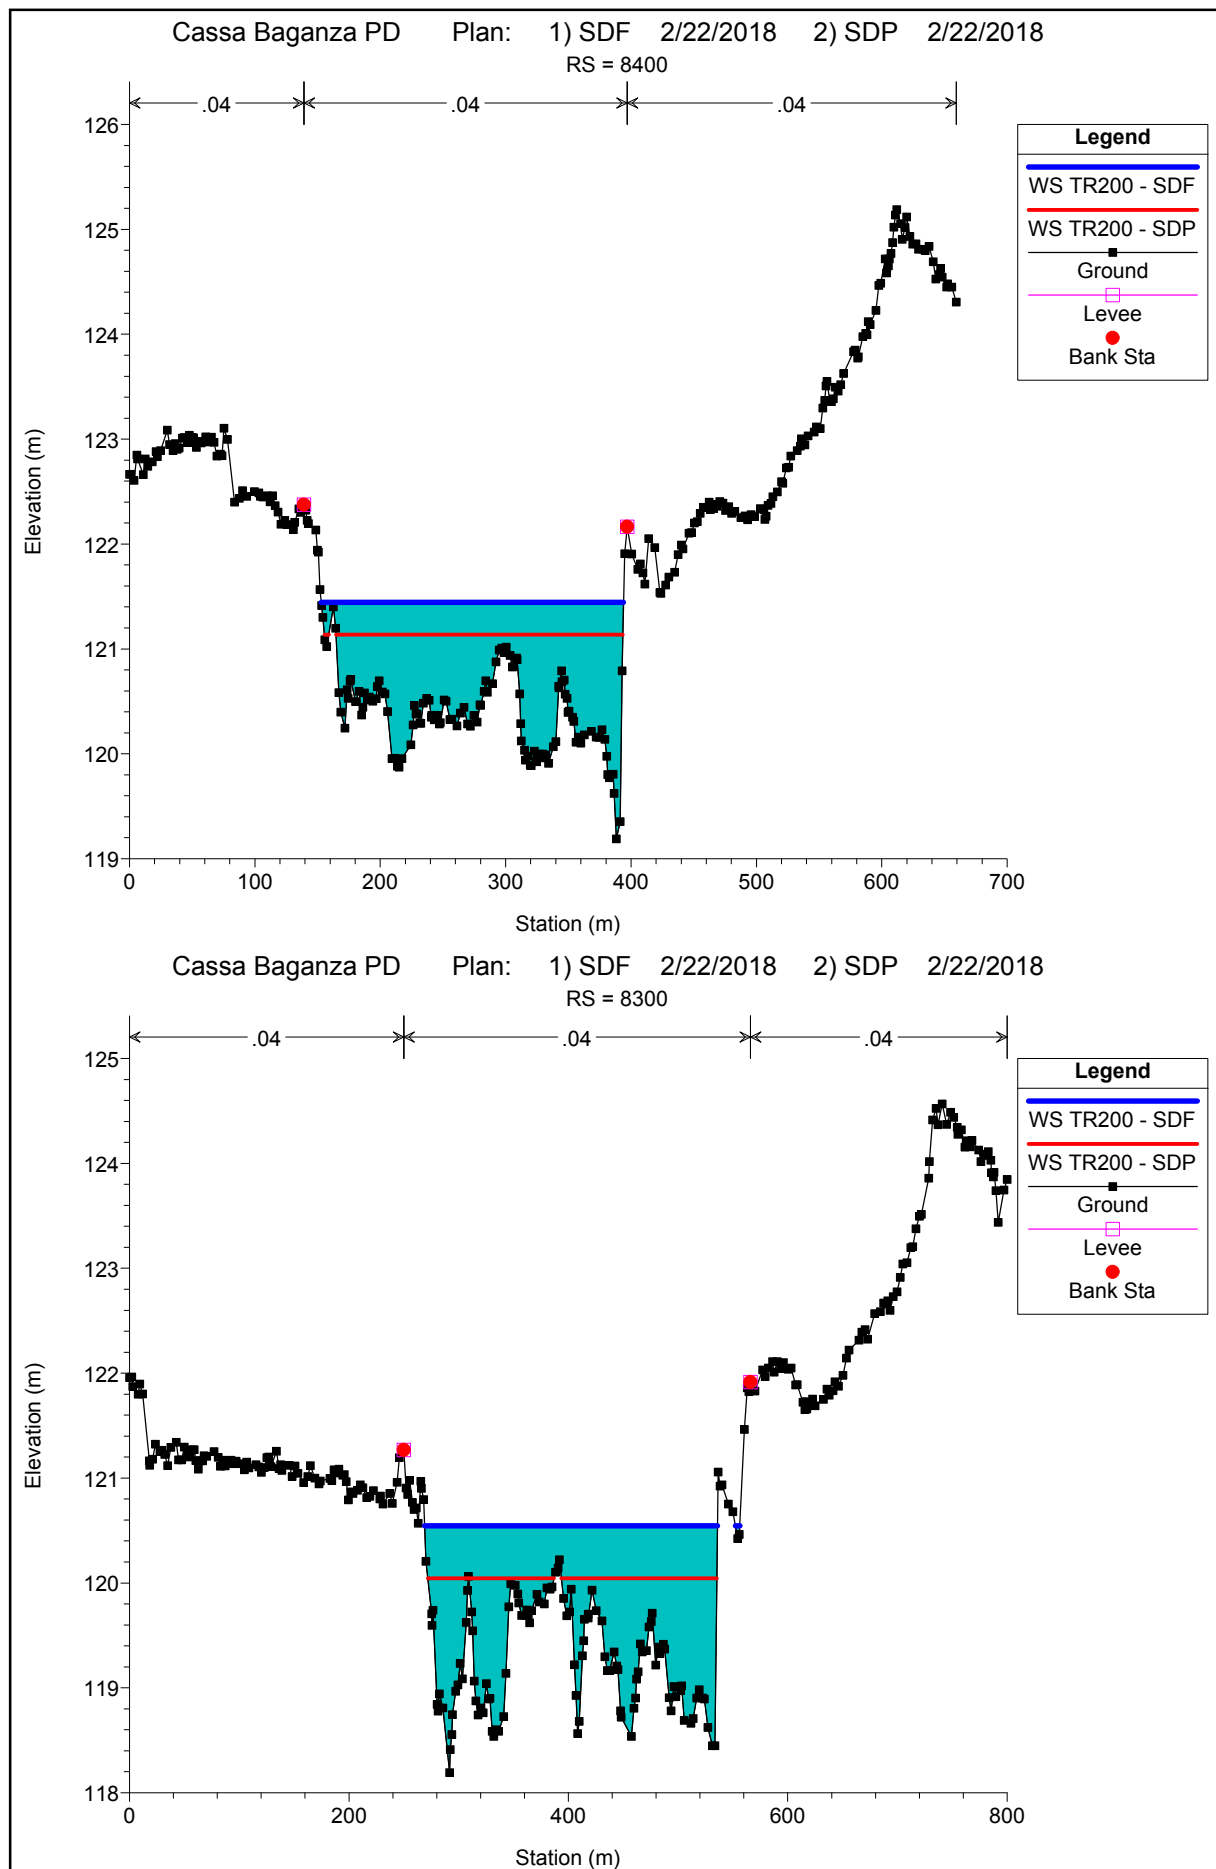 Cassa Baganza PD Plan: 1) SDF 2/22/2018 2) SDP 2/22/2018
RS = 8400
.04 .04 .04
126
125
124
123
122
121
120
119
Elevation (m)
0 100 200 300 400 500 600 700
Station (m)
Legend
WS TR200 - SDF
WS TR200 - SDP
Ground
Levee
Bank Sta
Cassa Baganza PD Plan: 1) SDF 2/22/2018 2) SDP 2/22/2018
RS = 8300
.04 .04 .04
125
124
123
122
121
120
119
118
Elevation (m)
0 200 400 600 800
Station (m)
Legend
WS TR200 - SDF
WS TR200 - SDP
Ground
Levee
Bank Sta